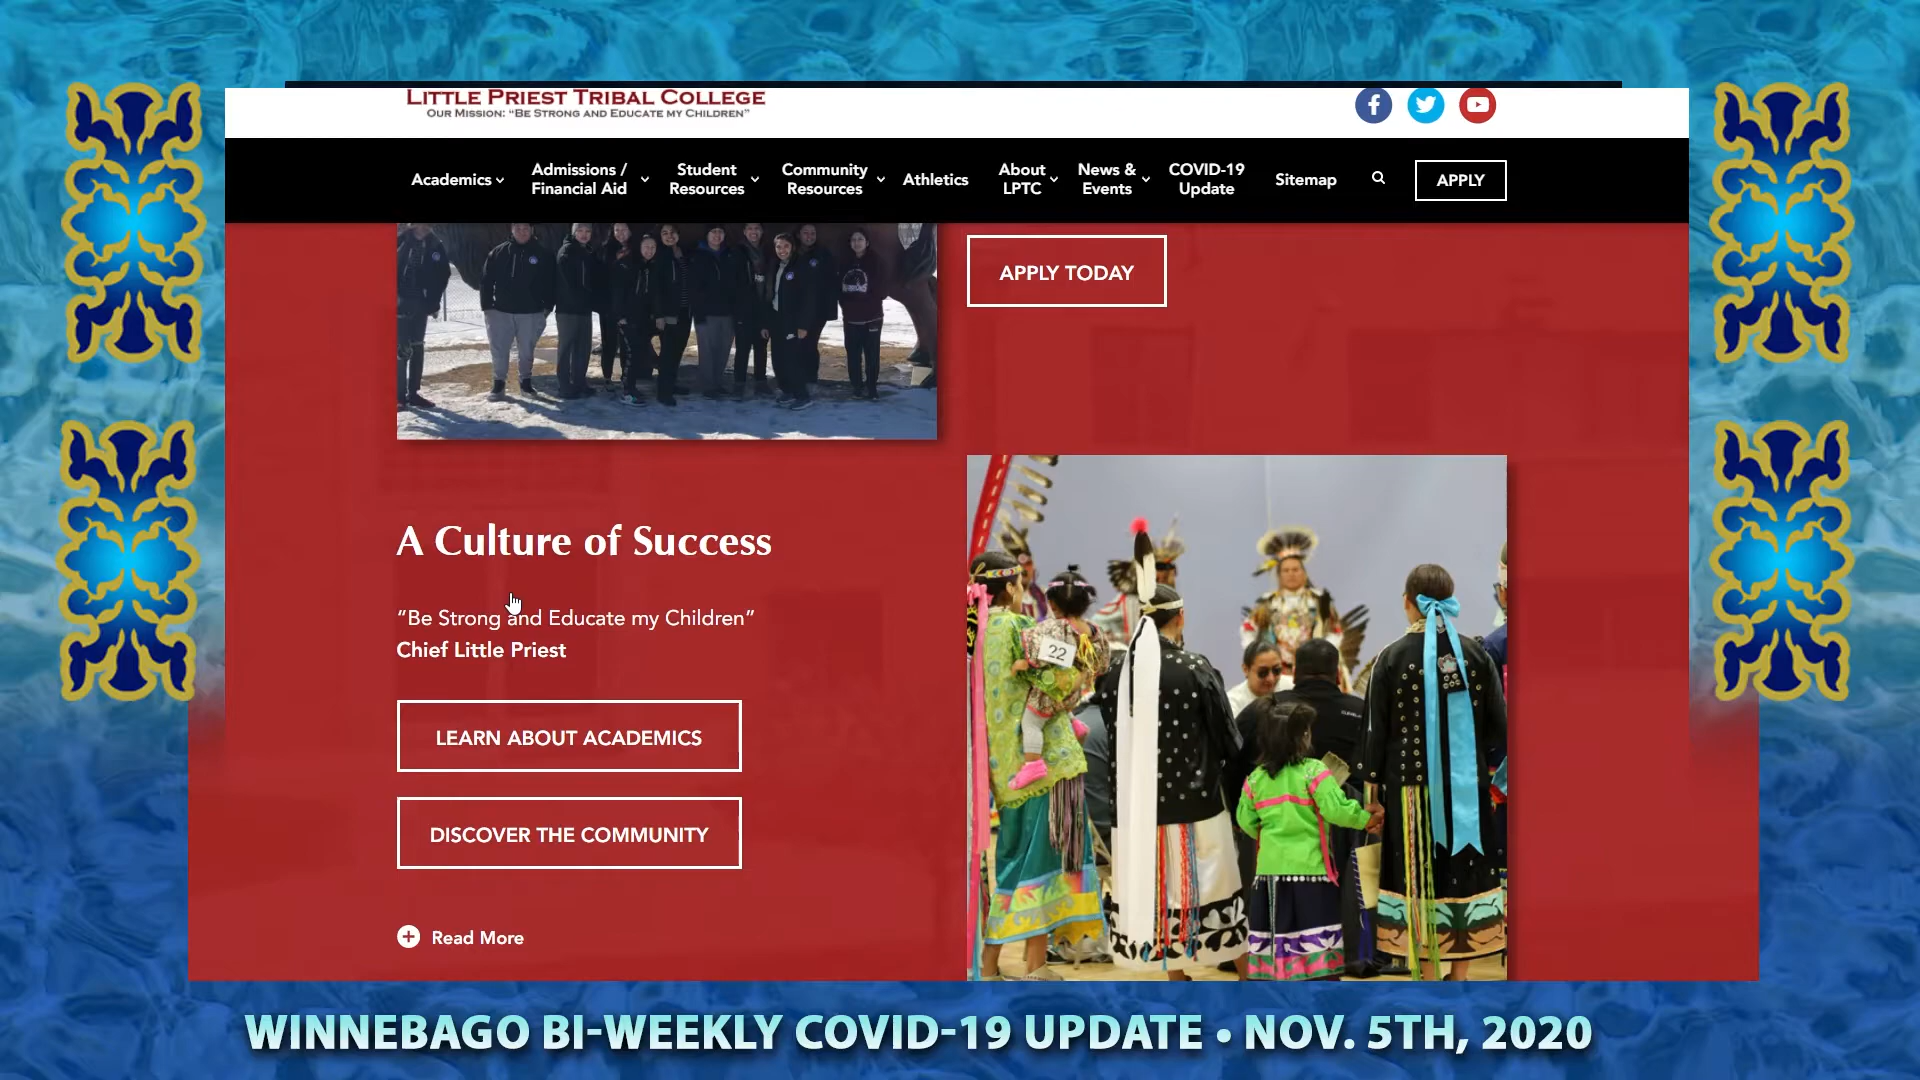 LITTLE PRIEST TRIBAL COLLEGE
OUR MISSION: "BE STRONG AND EDUCATE MY CHILDREN"
Academics
Admissions / Financial Aid
Student Resources
Community Resources
Athletics
About LPTC
News & Events
COVID-19 Update
Sitemap
APPLY
APPLY TODAY
A Culture of Success
“Be Strong and Educate my Children”
Chief Little Priest
LEARN ABOUT ACADEMICS
DISCOVER THE COMMUNITY
Read More
22
WINNEBAGO BI-WEEKLY COVID-19 UPDATE • NOV. 5TH, 2020